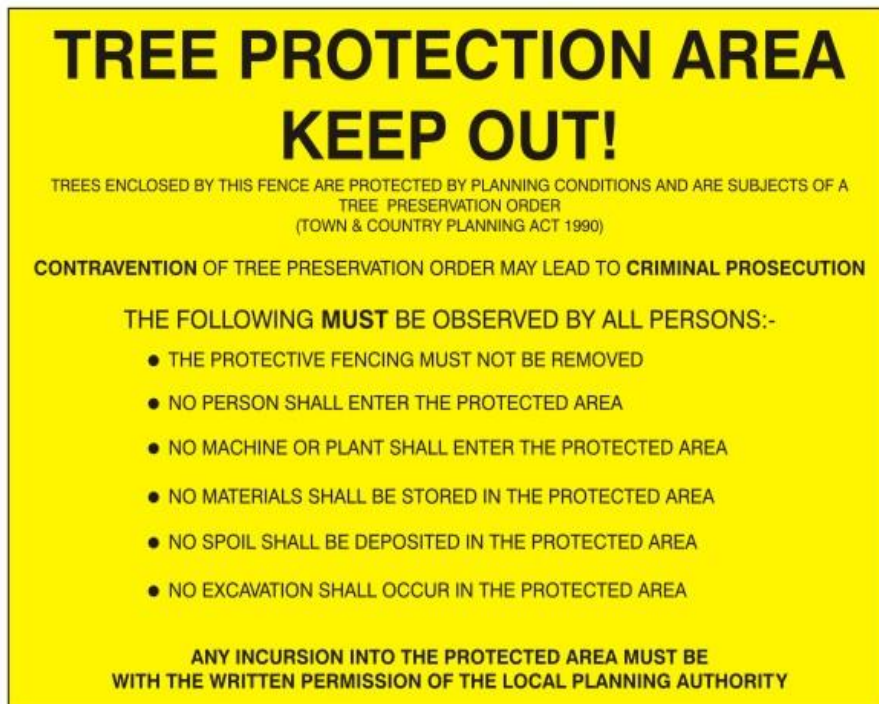 TREE PROTECTION AREA
KEEP OUT!
TREES ENCLOSED BY THIS FENCE ARE PROTECTED BY PLANNING CONDITIONS AND ARE SUBJECTS OF A
TREE PRESERVATION ORDER
(TOWN & COUNTRY PLANNING ACT 1990)
CONTRAVENTION OF TREE PRESERVATION ORDER MAY LEAD TO CRIMINAL PROSECUTION
THE FOLLOWING MUST BE OBSERVED BY ALL PERSONS:-
● THE PROTECTIVE FENCING MUST NOT BE REMOVED
● NO PERSON SHALL ENTER THE PROTECTED AREA
● NO MACHINE OR PLANT SHALL ENTER THE PROTECTED AREA
● NO MATERIALS SHALL BE STORED IN THE PROTECTED AREA
● NO SPOIL SHALL BE DEPOSITED IN THE PROTECTED AREA
● NO EXCAVATION SHALL OCCUR IN THE PROTECTED AREA
ANY INCURSION INTO THE PROTECTED AREA MUST BE
WITH THE WRITTEN PERMISSION OF THE LOCAL PLANNING AUTHORITY